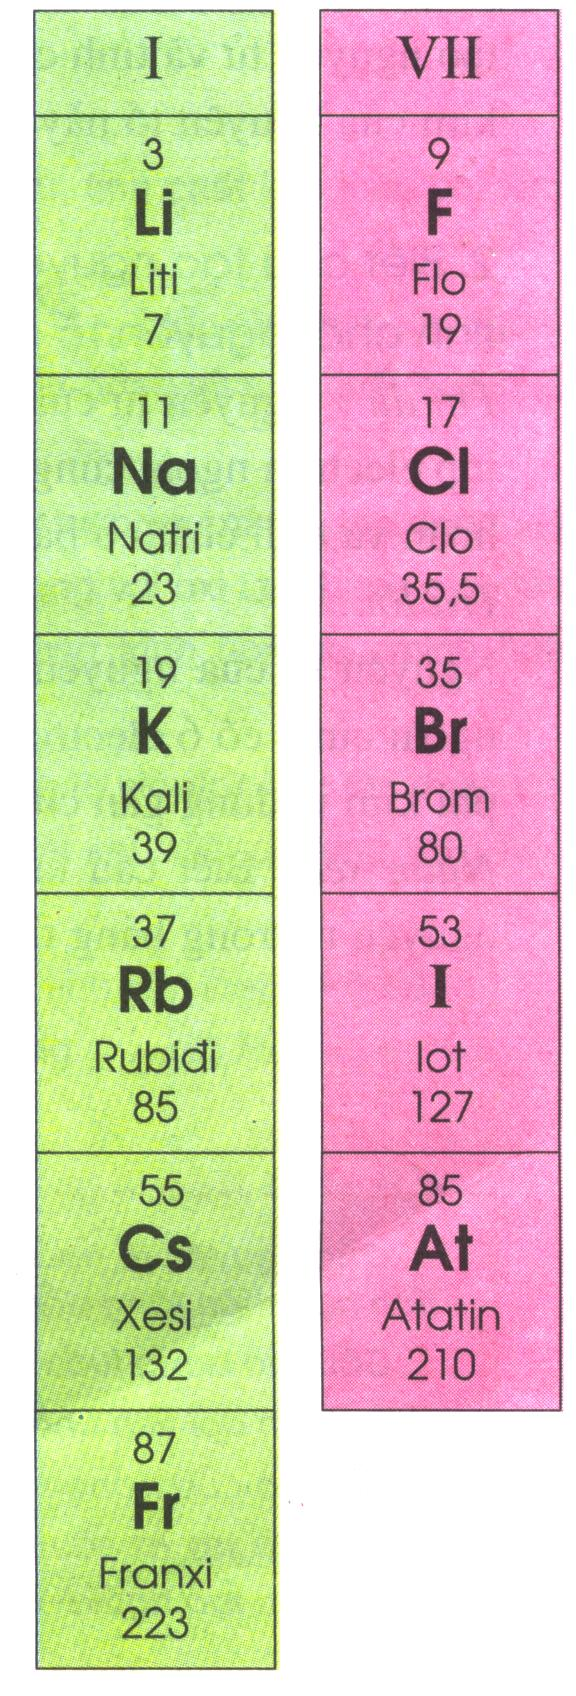 I
3
Li
Liti
7
11
Na
Natri
23
19
K
Kali
39
37
Rb
Rubiđi
85
55
Cs
Xesi
132
87
Fr
Franxi
223
VII
9
F
Flo
19
17
Cl
Clo
35,5
35
Br
Brom
80
53
I
Iot
127
85
At
Atatin
210